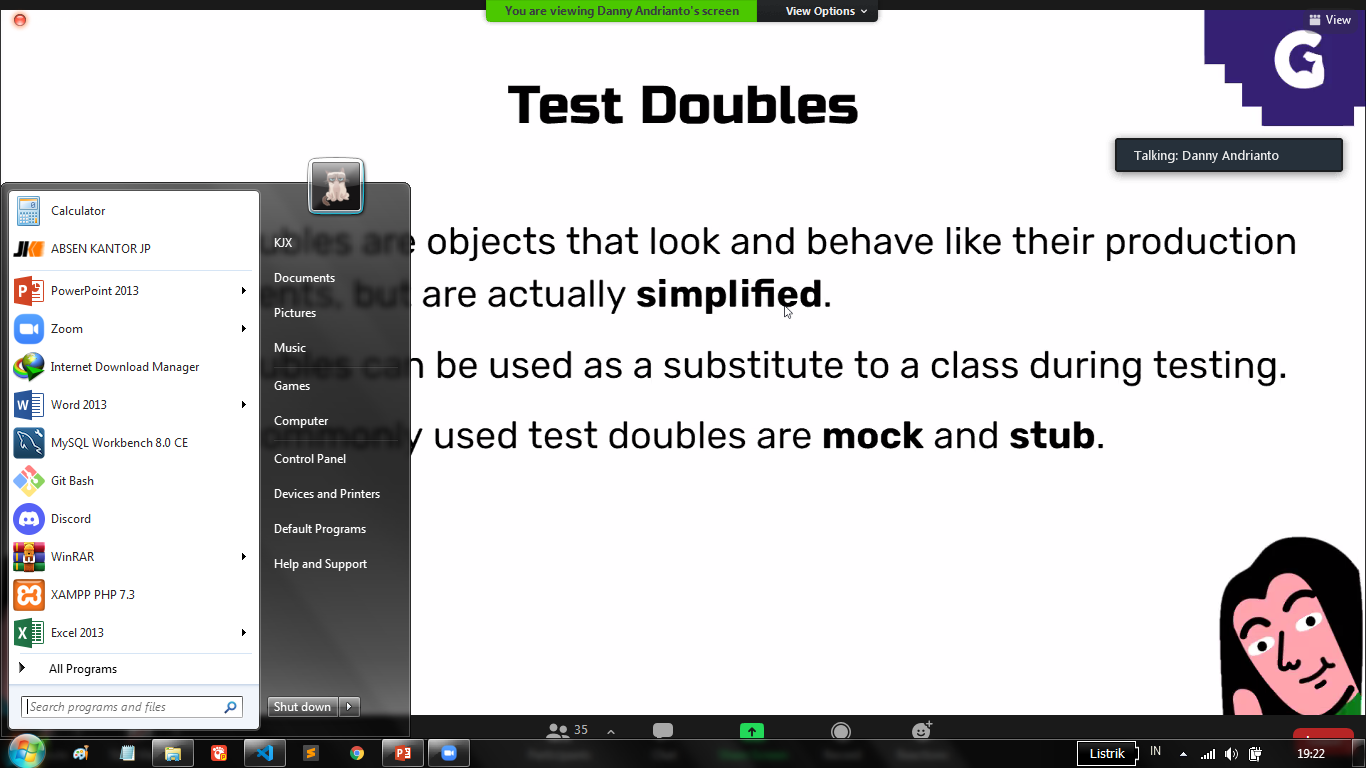 You are viewing Danny Andrianto's screen
View Options
View
G
Test Doubles
Talking: Danny Andrianto
are objects that look and behave like their production
but are actually simplified.
can be used as a substitute to a class during testing.
used test doubles are mock and stub.
Calculator
ABSEN KANTOR JP
PowerPoint 2013
Zoom
Internet Download Manager
Word 2013
MySQL Workbench 8.0 CE
Git Bash
Discord
WinRAR
XAMPP PHP 7.3
Excel 2013
All Programs
Search programs and files
KJX
Documents
Pictures
Music
Games
Computer
Control Panel
Devices and Printers
Default Programs
Help and Support
Shut down
35
Listrik
IN
19:22